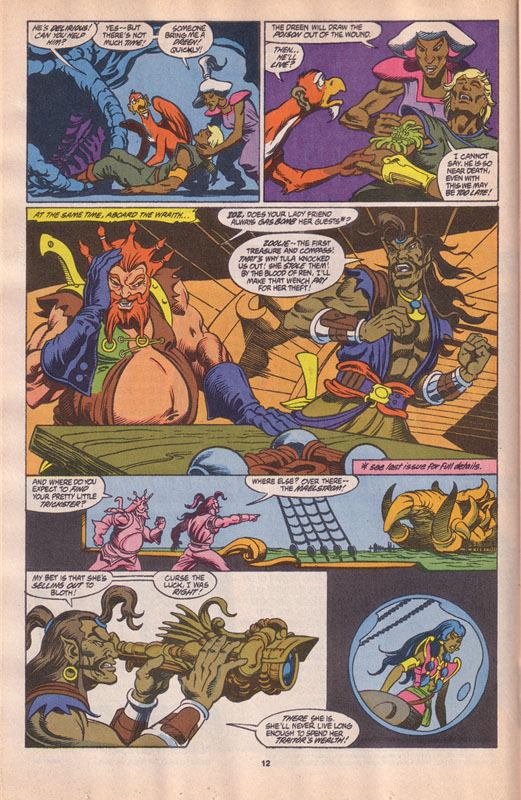 HE'S DELIRIOUS!
CAN YOU HELP
HIM?
YES--BUT
THERE'S NOT
MUCH TIME!
SOMEONE
BRING ME A
DREEN!
QUICKLY!
THE DREEN WILL DRAW THE
POISON OUT OF THE WOUND.
THEN...
HE'LL
LIVE?
I CANNOT
SAY. HE IS SO
NEAR DEATH,
EVEN WITH
THIS WE MAY
BE TOO LATE!
AT THE SAME TIME, ABOARD THE WRAITH...
ZOZ, DOES YOUR LADY FRIEND
ALWAYS GAS BOMB HER GUESTS*?
ZOOLIE--THE FIRST
TREASURE AND COMPASS!
THAT'S WHY TULA KNOCKED
US OUT! SHE STOLE THEM!
BY THE BLOOD OF REN, I'LL
MAKE THAT WENCH PAY
FOR HER THEFT!
* see last issue for full details.
AND WHERE DO YOU
EXPECT TO FIND
YOUR PRETTY LITTLE
TRICKSTER?
WHERE ELSE? OVER THERE--
THE MAELSTROM!
MY BET IS THAT SHE'S
SELLING OUT TO
BLOTH!
CURSE THE
LUCK, I WAS
RIGHT!
THERE SHE IS.
SHE'LL NEVER LIVE LONG
ENOUGH TO SPEND HER
TRAITOR'S WEALTH!
12